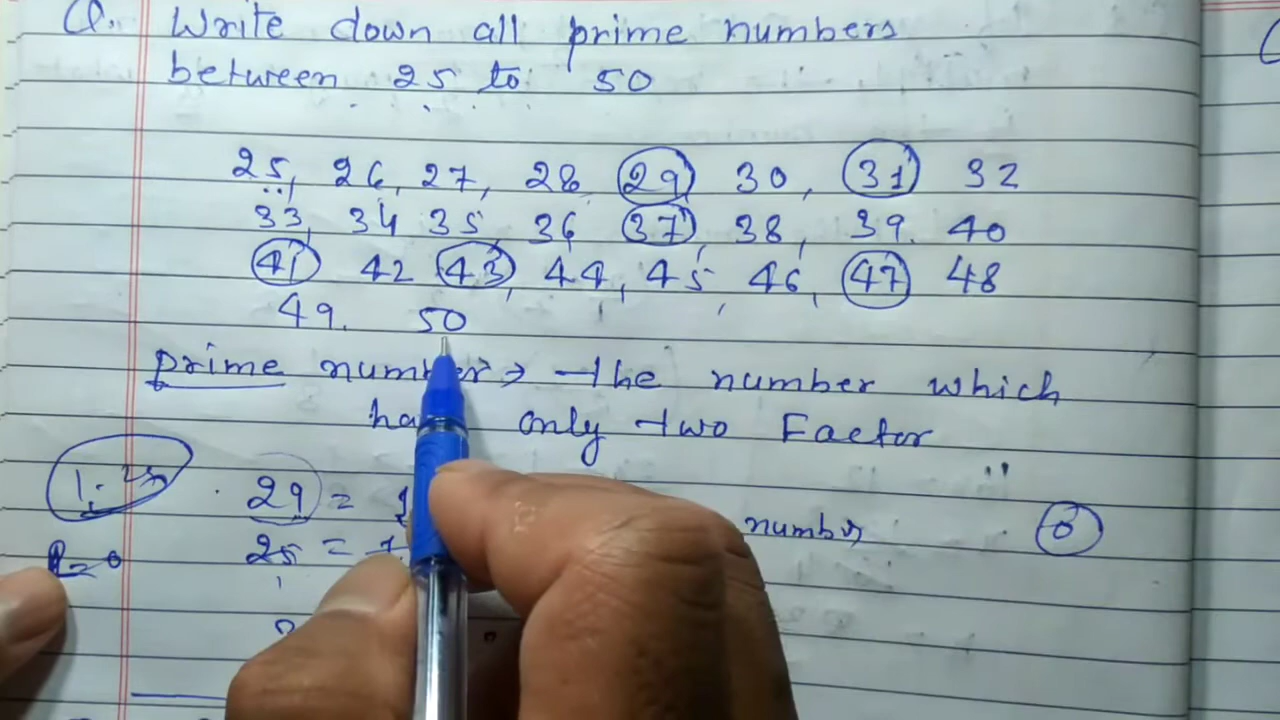 Q. Write down all prime numbers
between 25 to 50
25, 26, 27, 28, 29 30, 31 32
33, 34 35, 36 37, 38, 39. 40
41 42 43, 44, 45, 46, 47 48
49. 50
prime number → The number which
only two Factor
29 = 1 number 0
25 = 1